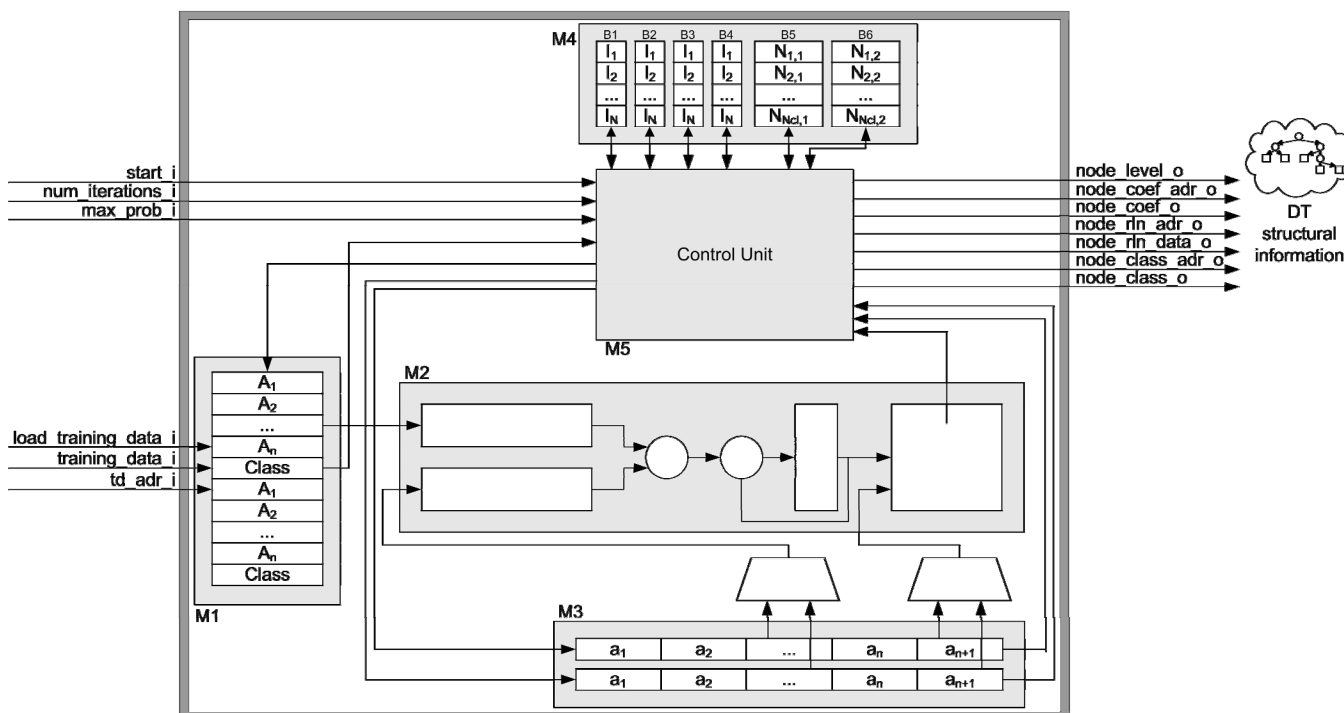 M4
B1 B2 B3 B4 B5 B6
I1 I1 I1 I1 N1,1 N1,2
I2 I2 I2 I2 N2,1 N2,2
... ... ... ... ... ...
IN IN IN IN NNcl,1 NNcl,2
start_i
num_iterations_i
max_prob_i
Control Unit
M5
node_level_o
node_coef_adr_o
node_coef_o
node_rln_adr_o
node_rln_data_o
node_class_adr_o
node_class_o
DT
structural
information
load_training_data_i
training_data_i
td_adr_i
A1
A2
...
An
Class
A1
A2
...
An
Class
M1
M2
M3
a1 a2 ... an an+1
a1 a2 ... an an+1